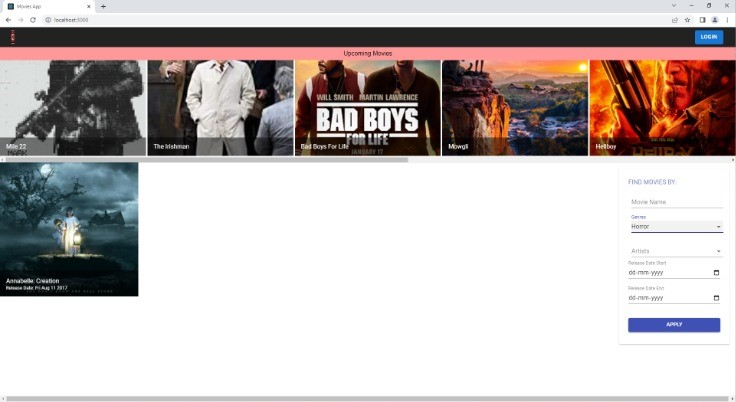 Movies App
localhost:3000
LOGIN
Upcoming Movies
WILL SMITH MARTIN LAWRENCE
BAD BOYS
FOR LIFE
JANUARY 17
HELLBOY
Mile 22
The Irishman
Bad Boys For Life
Mowgli
Hellboy
FIND MOVIES BY:
Movie Name
Genres
Horror
Artists
Release Date Start
dd-mm-yyyy
Release Date End
dd-mm-yyyy
APPLY
Annabelle: Creation
Release Date: Fri Aug 11 2017